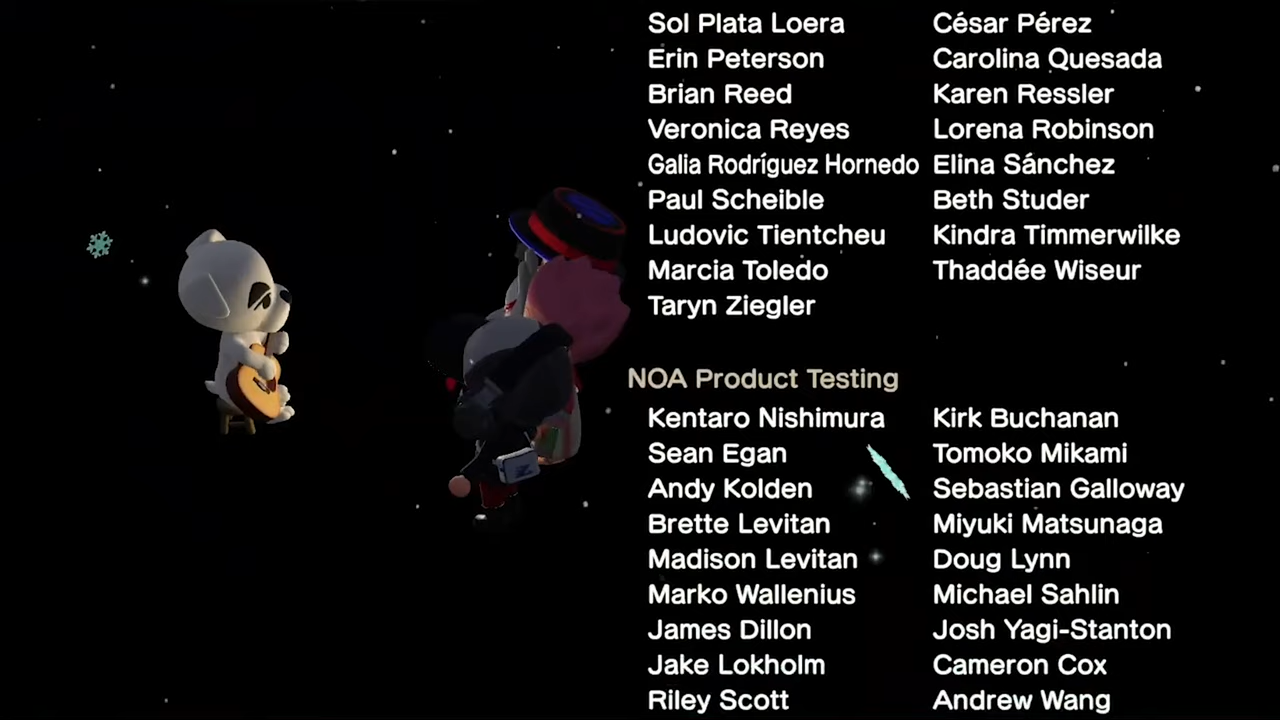 Sol Plata Loera César Pérez
Erin Peterson Carolina Quesada
Brian Reed Karen Ressler
Veronica Reyes Lorena Robinson
Galia Rodríguez Hornedo Elina Sánchez
Paul Scheible Beth Studer
Ludovic Tientcheu Kindra Timmerwilke
Marcia Toledo Thaddée Wiseur
Taryn Ziegler
NOA Product Testing
Kentaro Nishimura Kirk Buchanan
Sean Egan Tomoko Mikami
Andy Kolden Sebastian Galloway
Brette Levitan Miyuki Matsunaga
Madison Levitan Doug Lynn
Marko Wallenius Michael Sahlin
James Dillon Josh Yagi-Stanton
Jake Lokholm Cameron Cox
Riley Scott Andrew Wang